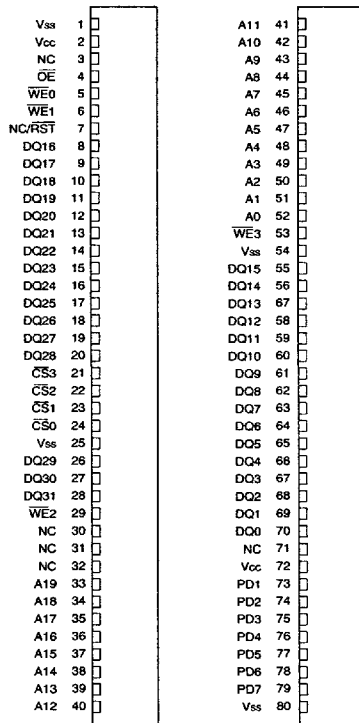 Vss 1
Vcc 2
NC 3
OE 4
WE0 5
WE1 6
NC/RST 7
DQ16 8
DQ17 9
DQ18 10
DQ19 11
DQ20 12
DQ21 13
DQ22 14
DQ23 15
DQ24 16
DQ25 17
DQ26 18
DQ27 19
DQ28 20
CS3 21
CS2 22
CS1 23
CS0 24
Vss 25
DQ29 26
DQ30 27
DQ31 28
WE2 29
NC 30
NC 31
NC 32
A19 33
A18 34
A17 35
A16 36
A15 37
A14 38
A13 39
A12 40
A11 41
A10 42
A9 43
A8 44
A7 45
A6 46
A5 47
A4 48
A3 49
A2 50
A1 51
A0 52
WE3 53
Vss 54
DQ15 55
DQ14 56
DQ13 67
DQ12 58
DQ11 59
DQ10 60
DQ9 61
DQ8 62
DQ7 63
DQ6 64
DQ5 65
DQ4 66
DQ3 67
DQ2 68
DQ1 69
DQ0 70
NC 71
Vcc 72
PD1 73
PD2 74
PD3 75
PD4 76
PD5 77
PD6 78
PD7 79
Vss 80